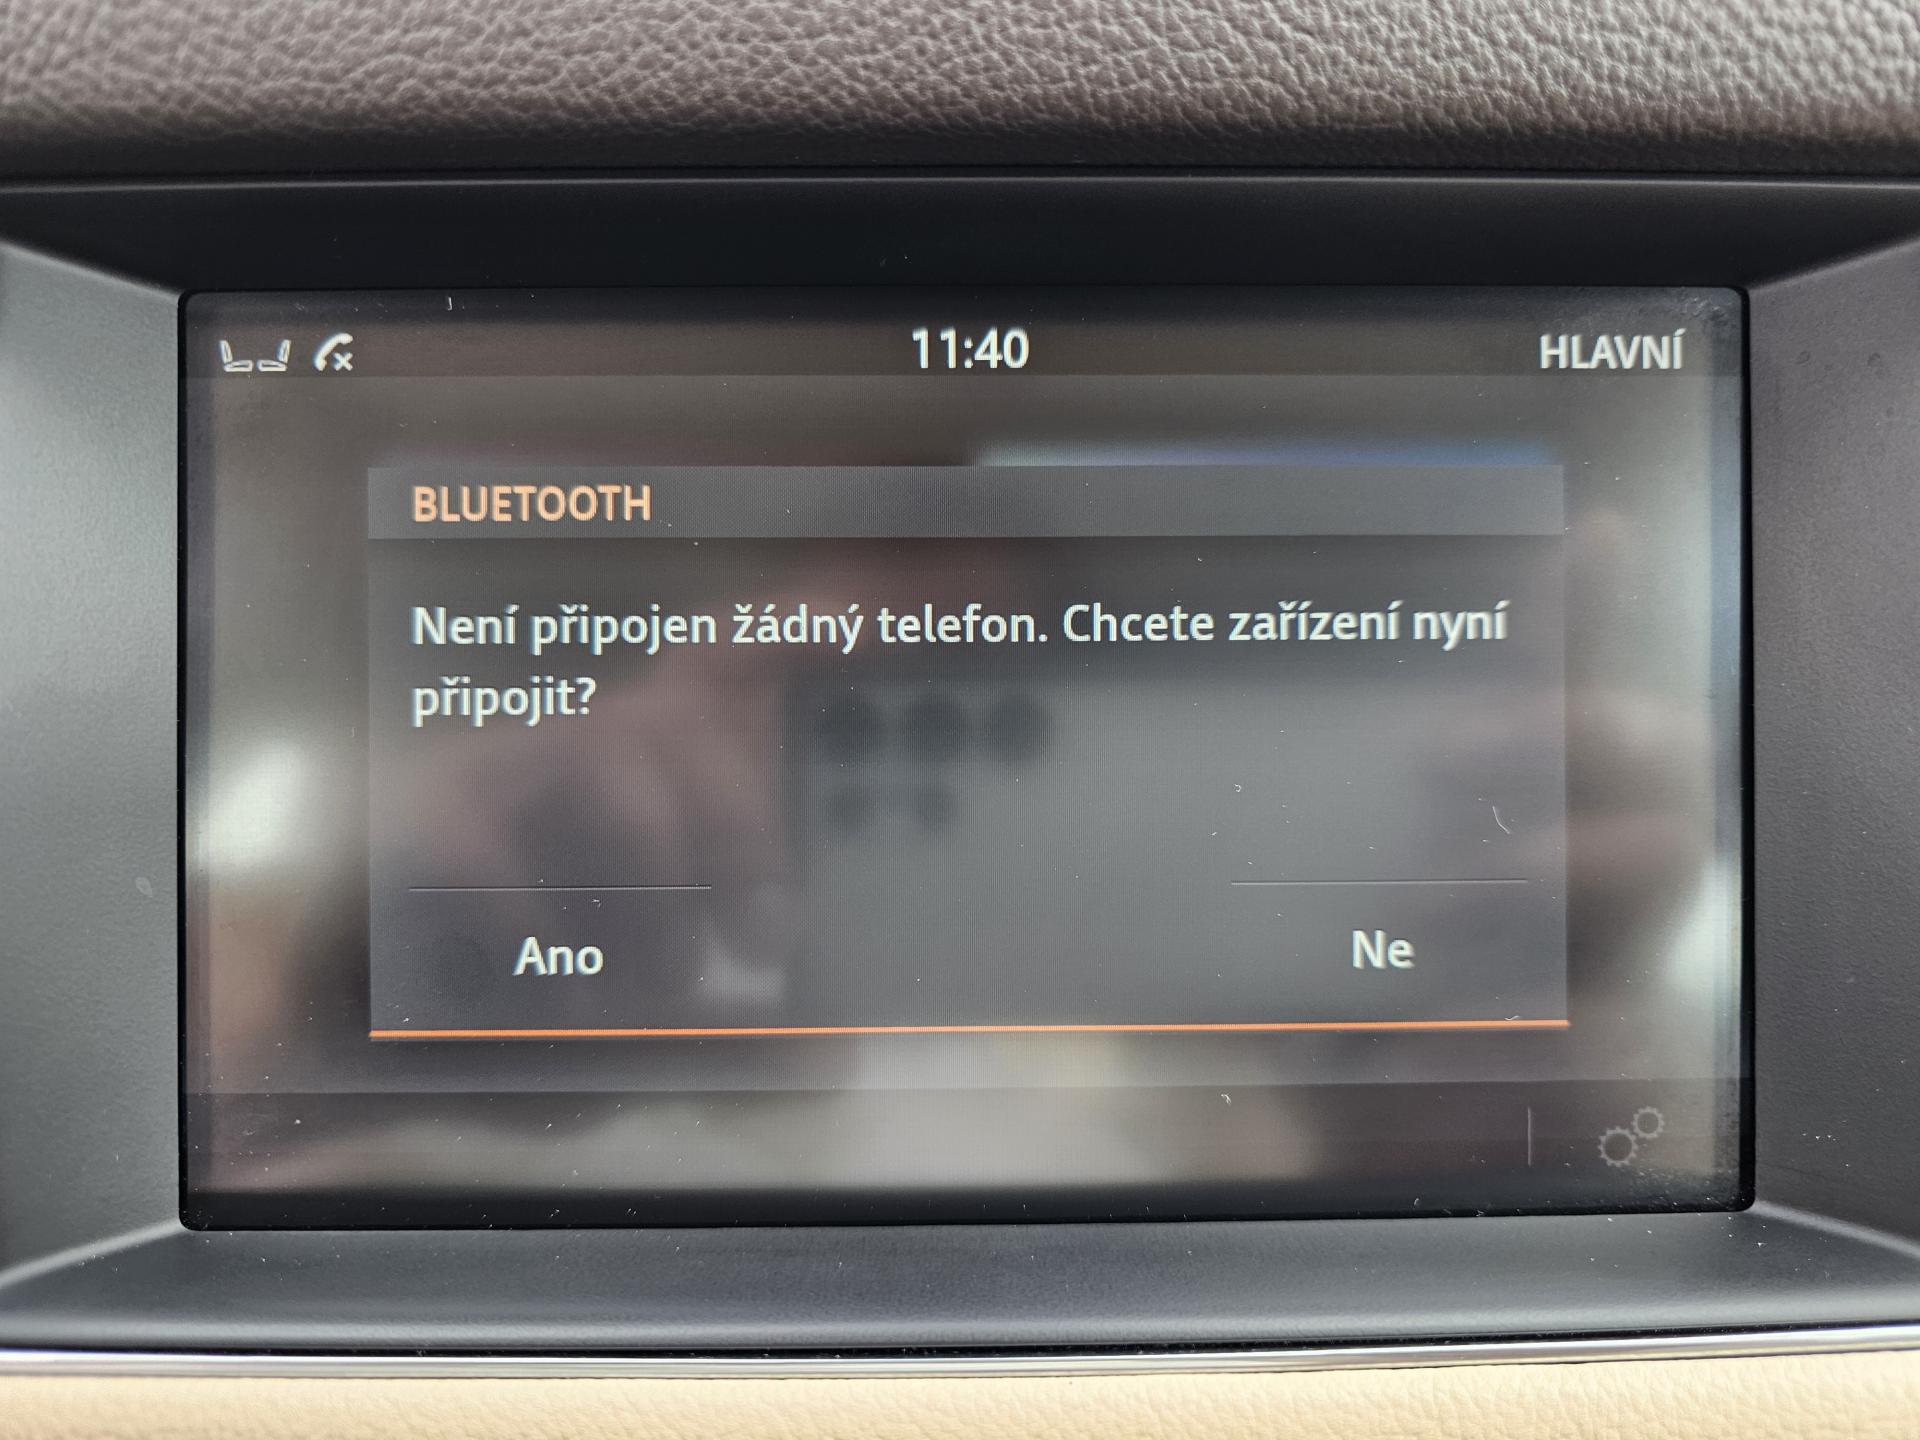 11:40
HLAVNÍ
BLUETOOTH
Není připojen žádný telefon. Chcete zařízení nyní
připojit?
Ano
Ne